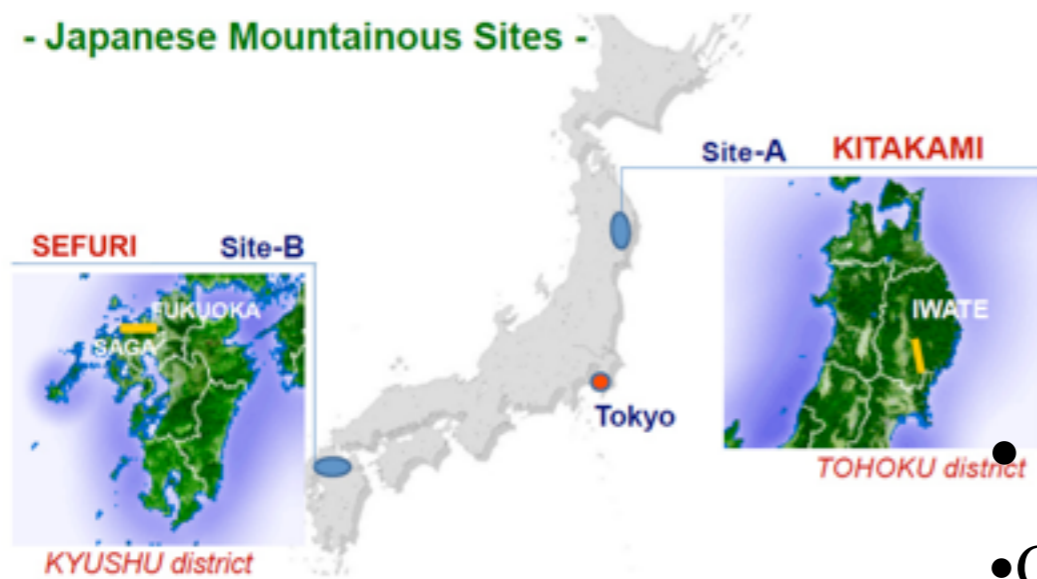 - Japanese Mountainous Sites -
Site-A KITAKAMI
SEFURI Site-B
FUKUOKA
SAGA
IWATE
Tokyo
TOHOKU district
KYUSHU district
•
•